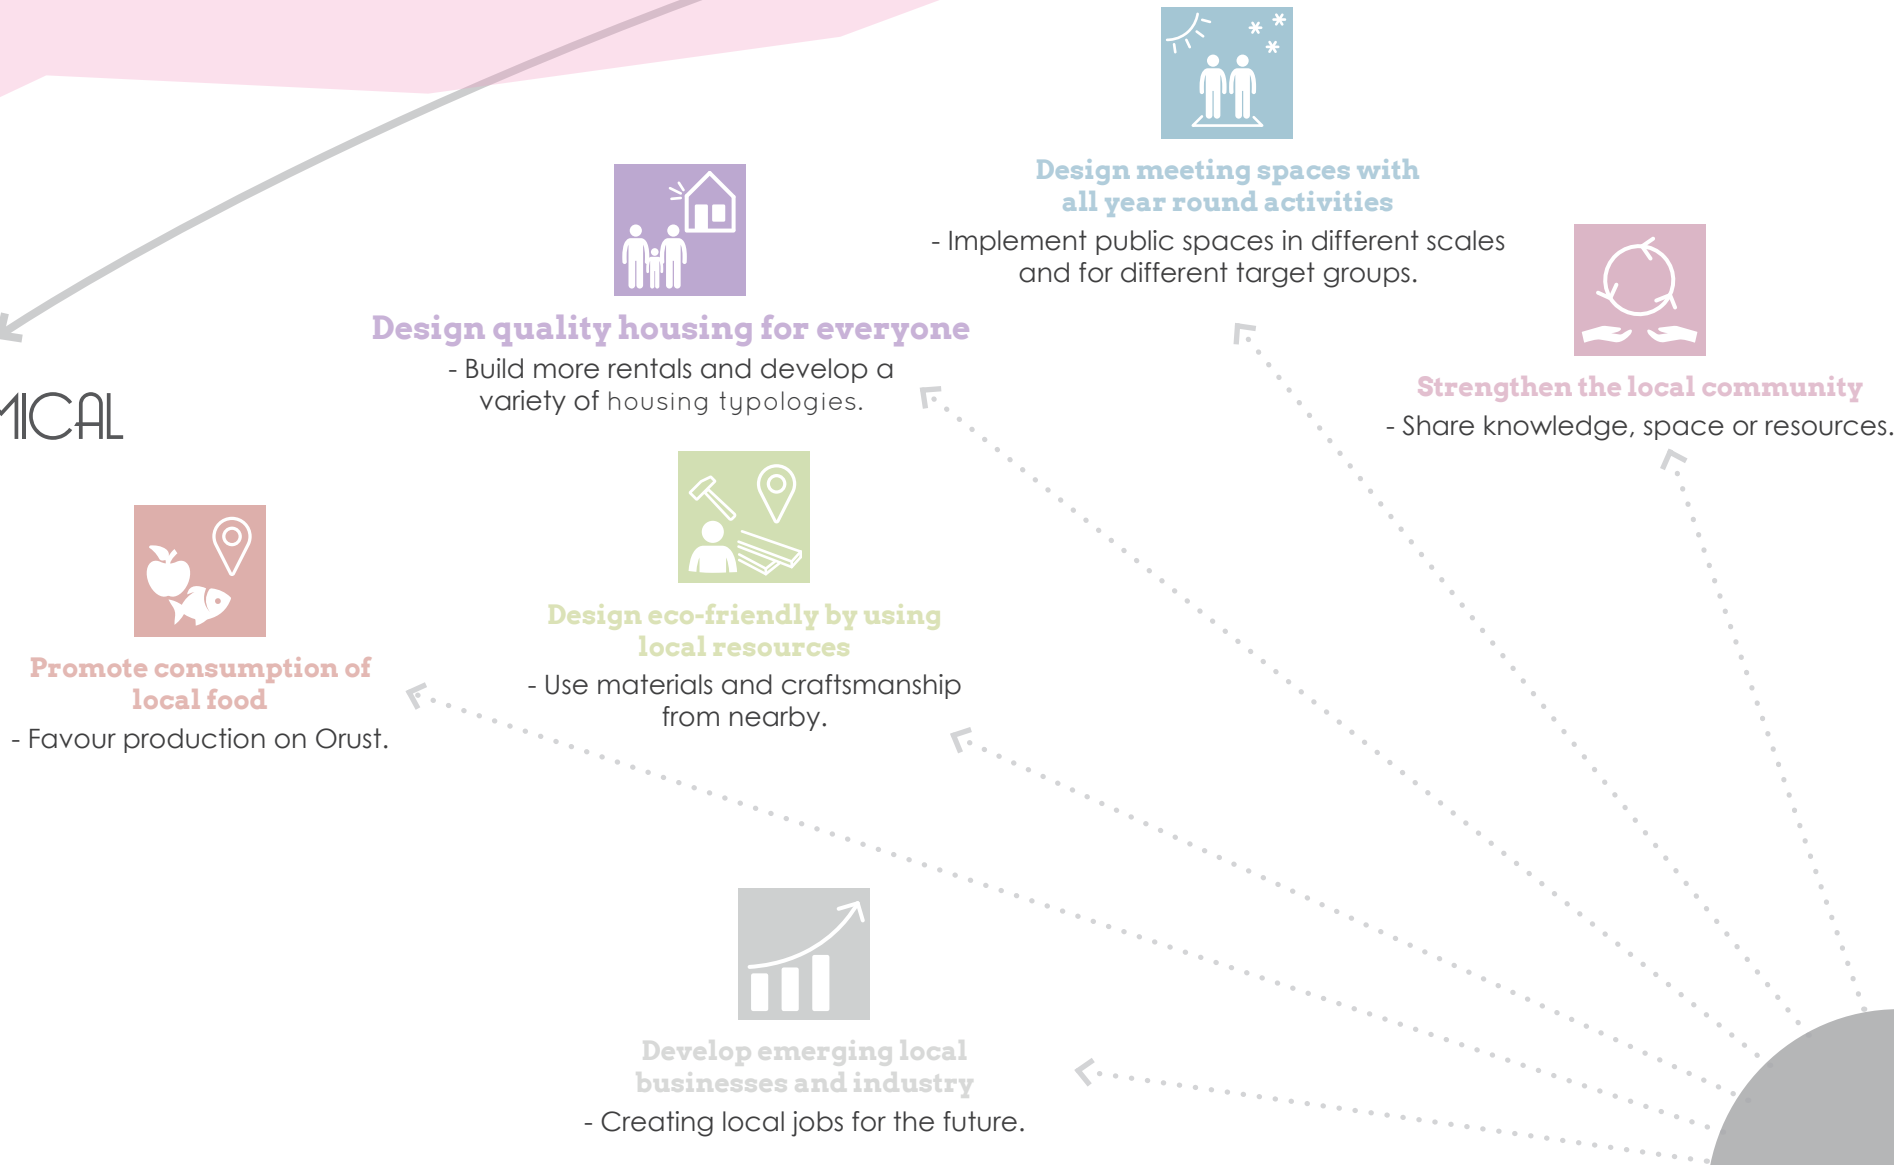 Design meeting spaces with
all year round activities
- Implement public spaces in different scales
and for different target groups.
Design quality housing for everyone
- Build more rentals and develop a
variety of housing typologies.
Strengthen the local community
- Share knowledge, space or resources.
MICAL
Design eco-friendly by using
local resources
- Use materials and craftsmanship
from nearby.
Promote consumption of
local food
- Favour production on Orust.
Develop emerging local
businesses and industry
- Creating local jobs for the future.